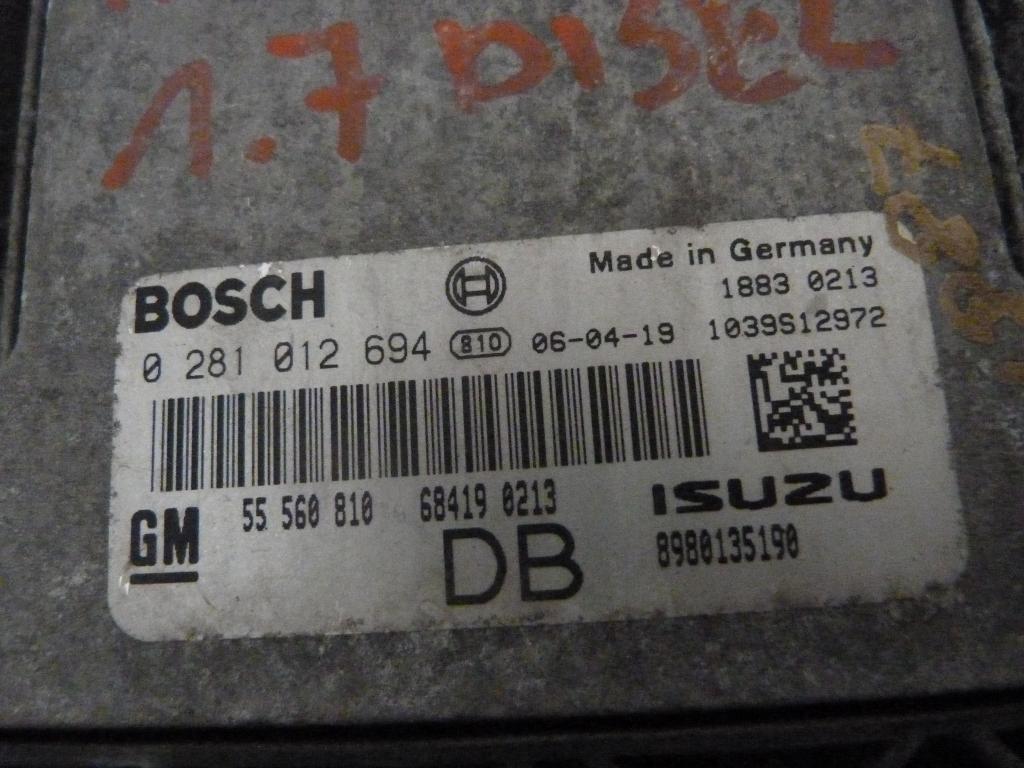 1.7 DISEL
BOSCH
Made in Germany
1883 0213
0 281 012 694 810 06-04-19 1039S12972
55 560 810 68419 0213
ISUZU
GM
DB
8980135190